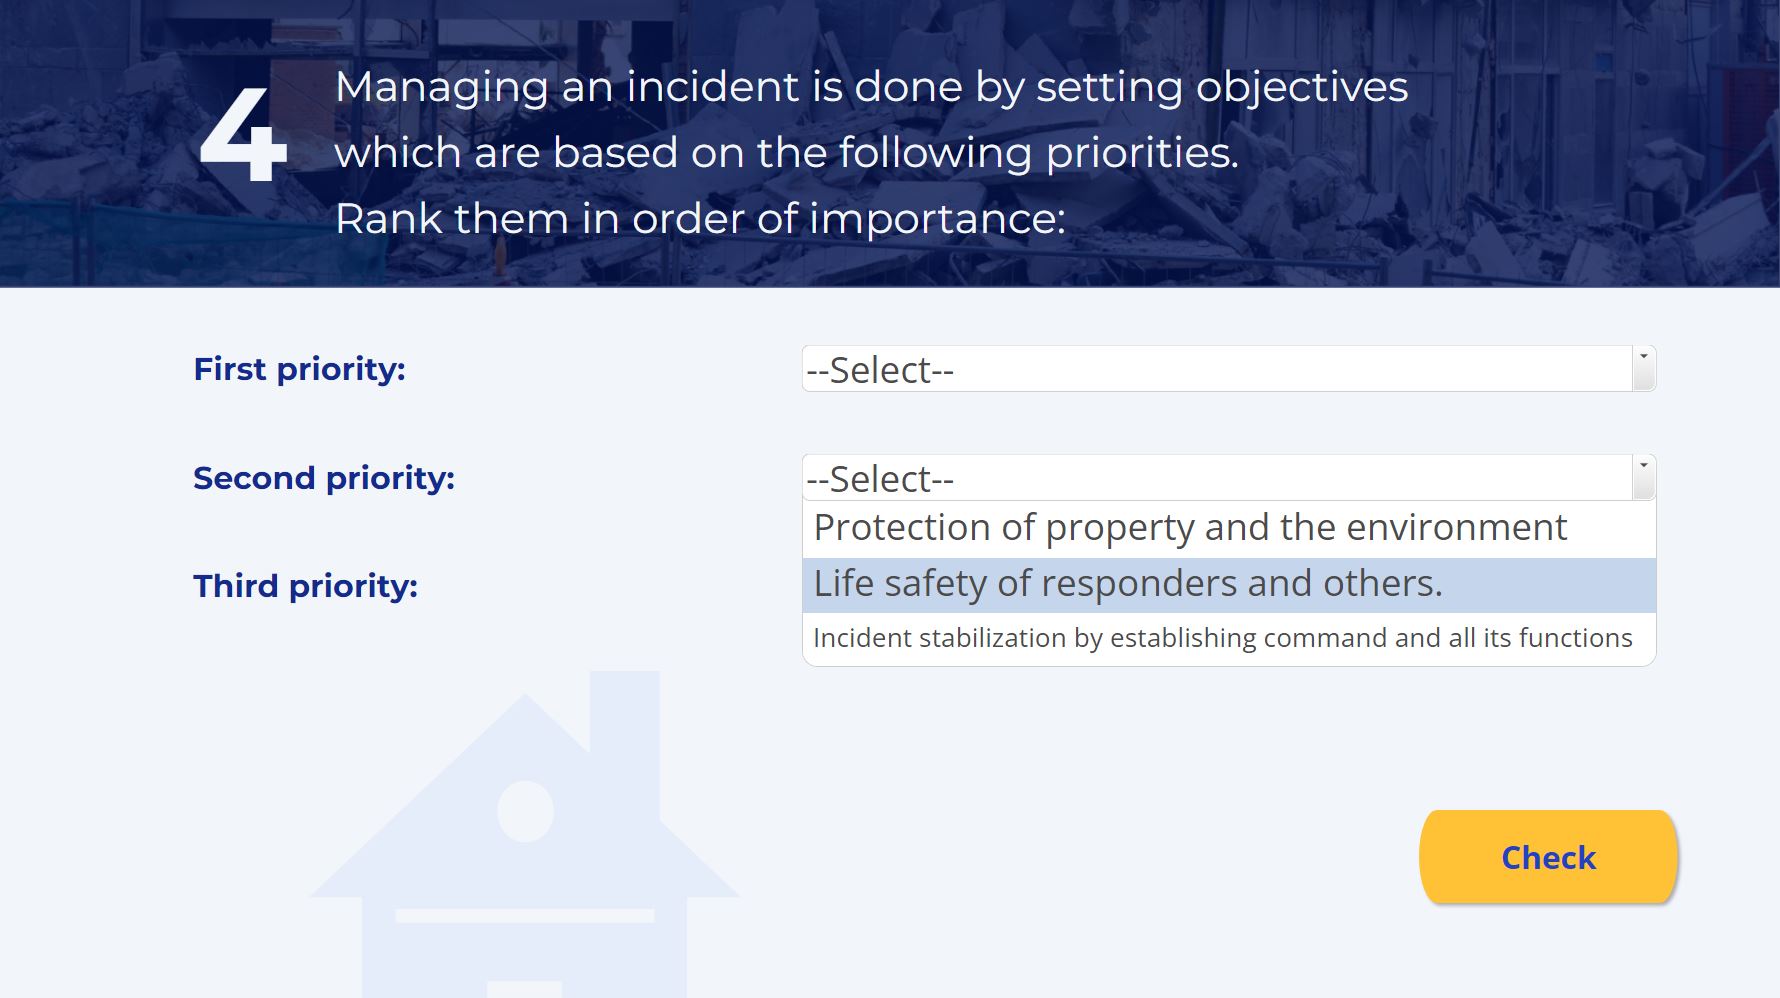 4
Managing an incident is done by setting objectives
which are based on the following priorities.
Rank them in order of importance:
First priority:
--Select--
Second priority:
--Select--
Protection of property and the environment
Life safety of responders and others.
Incident stabilization by establishing command and all its functions
Third priority:
Check